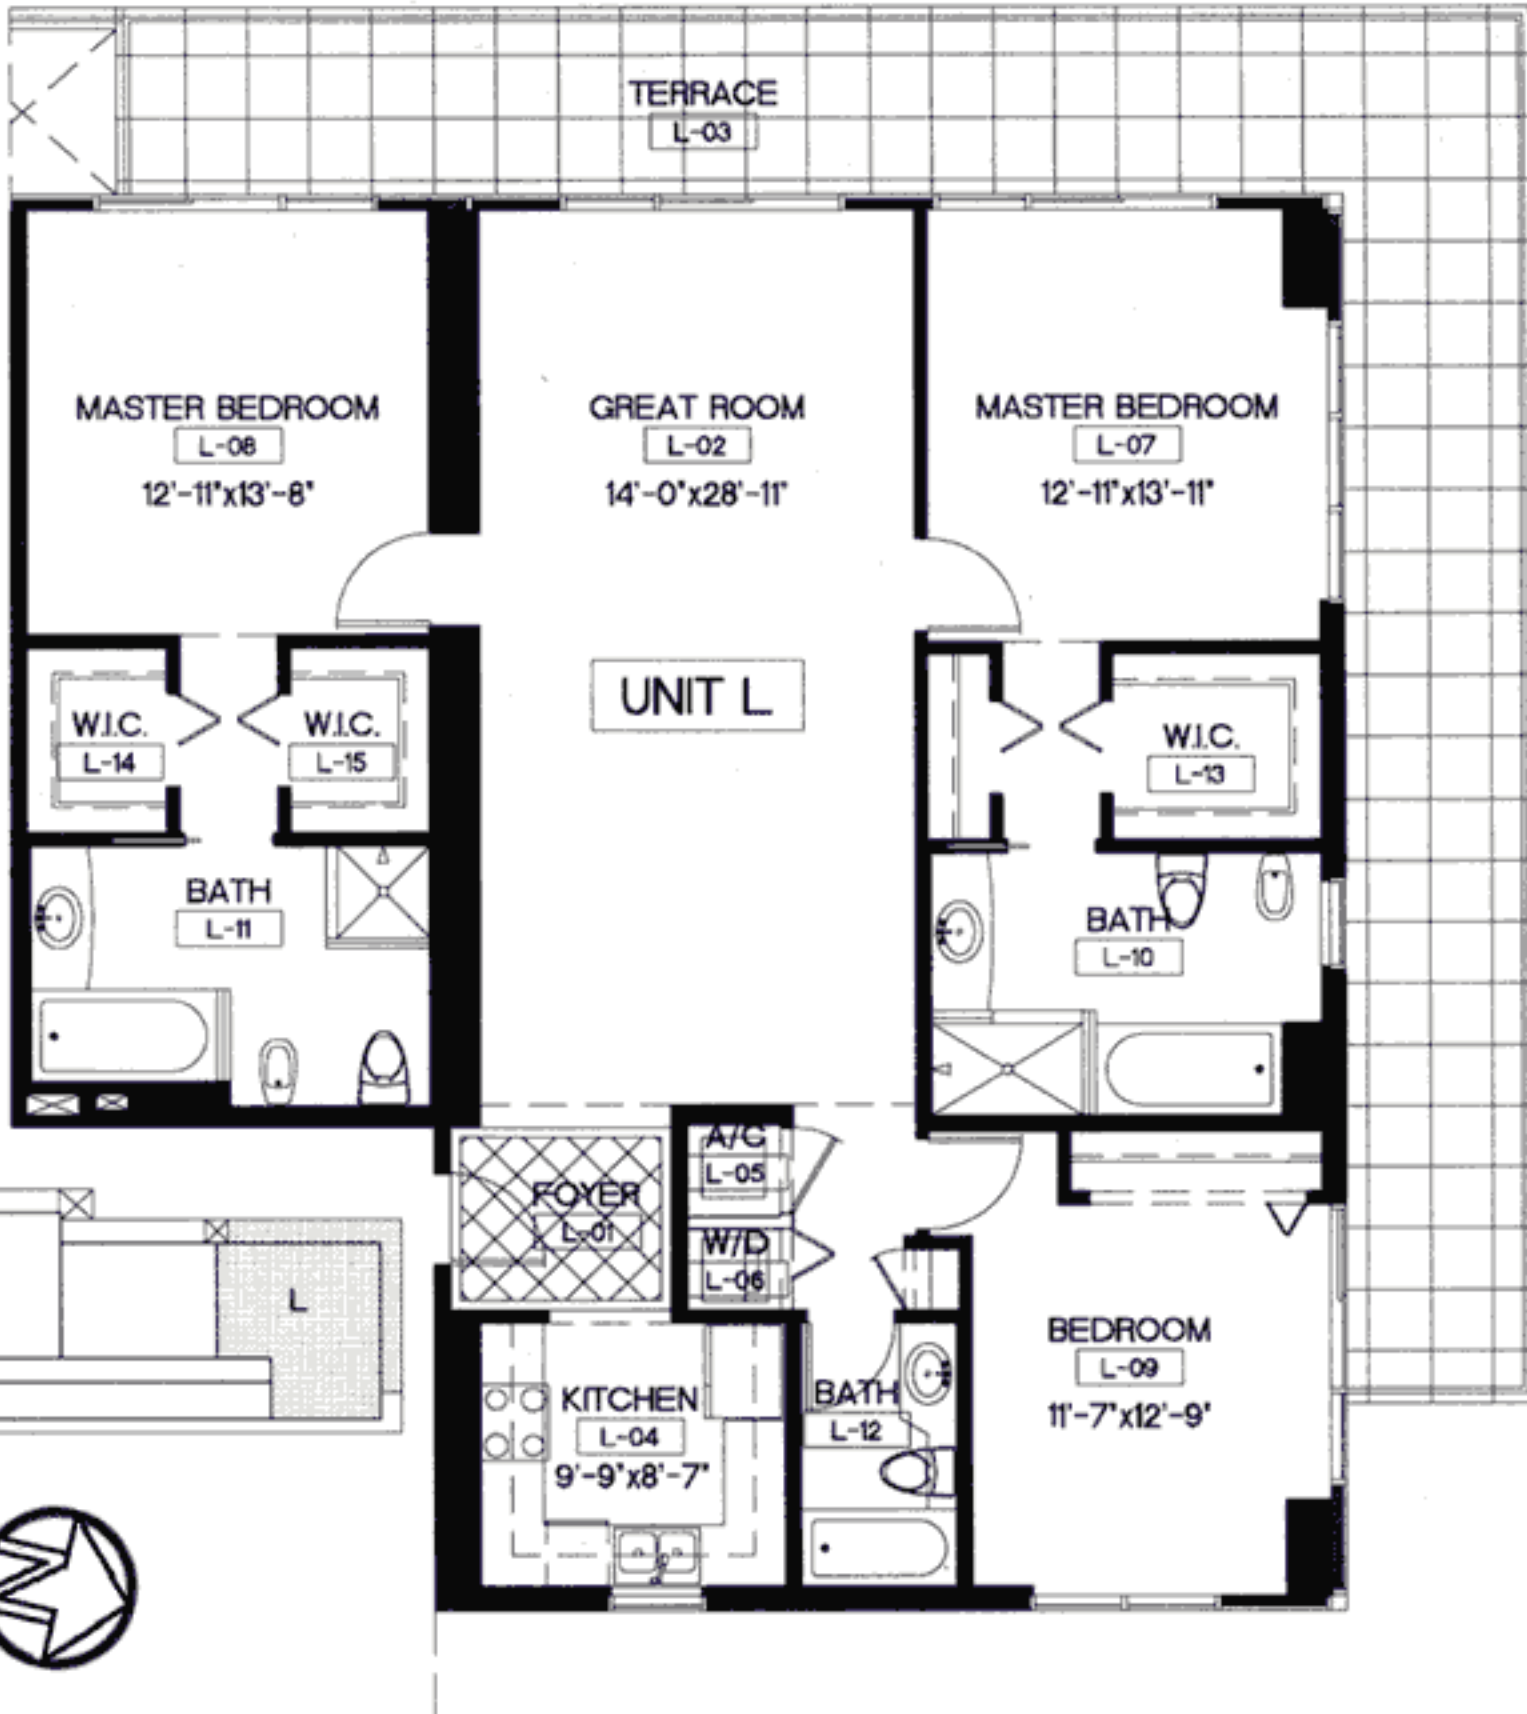 TERRACE
L-03
MASTER BEDROOM
L-08
12'-11"x13'-8"
GREAT ROOM
L-02
14'-0"x28'-11"
MASTER BEDROOM
L-07
12'-11"x13'-11"
UNIT L
W.I.C.
L-14
W.I.C.
L-15
W.I.C.
L-13
BATH
L-11
BATH
L-10
A/C
L-05
FOYER
L-01
W/D
L-06
L
BEDROOM
L-09
11'-7"x12'-9"
KITCHEN
L-04
9'-9"x8'-7"
BATH
L-12
N